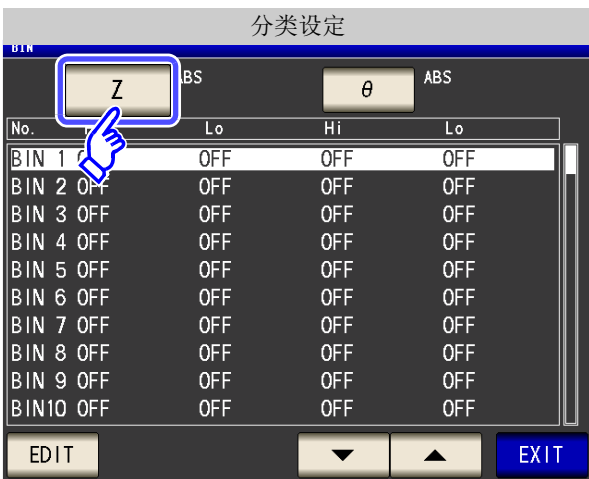 分类设定
BIN
Z ABS θ ABS
No. Lo Hi Lo
BIN 1 OFF OFF OFF
BIN 2 OFF OFF OFF OFF
BIN 3 OFF OFF OFF OFF
BIN 4 OFF OFF OFF OFF
BIN 5 OFF OFF OFF OFF
BIN 6 OFF OFF OFF OFF
BIN 7 OFF OFF OFF OFF
BIN 8 OFF OFF OFF OFF
BIN 9 OFF OFF OFF OFF
BIN10 OFF OFF OFF OFF
EDIT EXIT